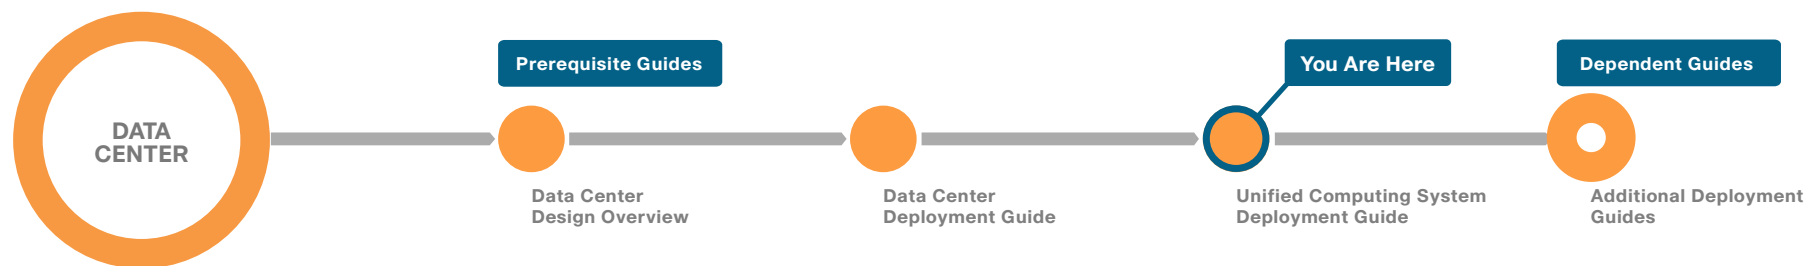 DATA
CENTER
Prerequisite Guides
Data Center
Design Overview
Data Center
Deployment Guide
You Are Here
Unified Computing System
Deployment Guide
Dependent Guides
Additional Deployment
Guides